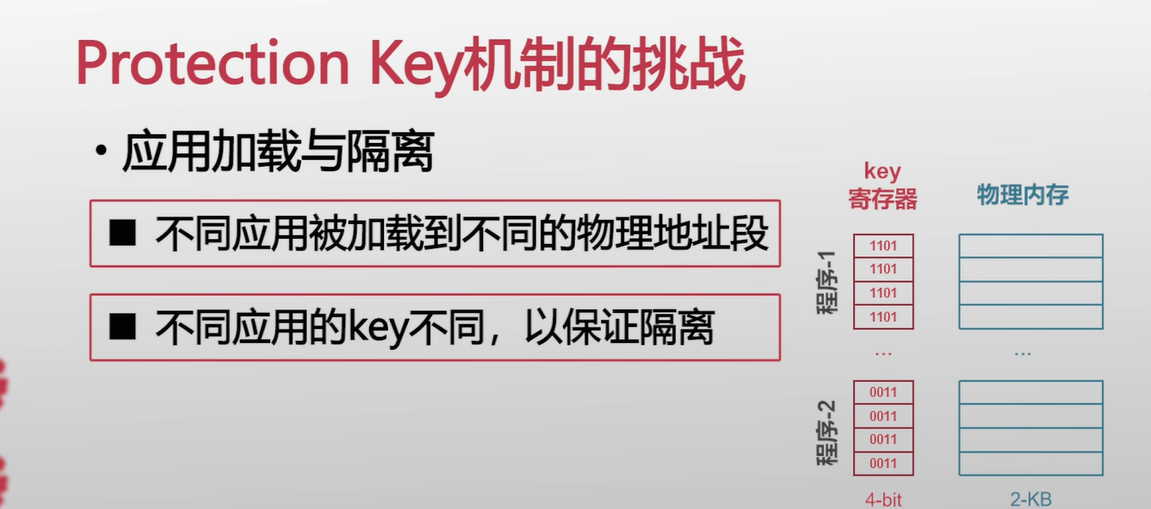 Protection Key机制的挑战
• 应用加载与隔离
■ 不同应用被加载到不同的物理地址段
■ 不同应用的key不同，以保证隔离
key
寄存器
物理内存
程序-1
1101
1101
1101
1101
...
...
程序-2
0011
0011
0011
0011
4-bit
2-KB